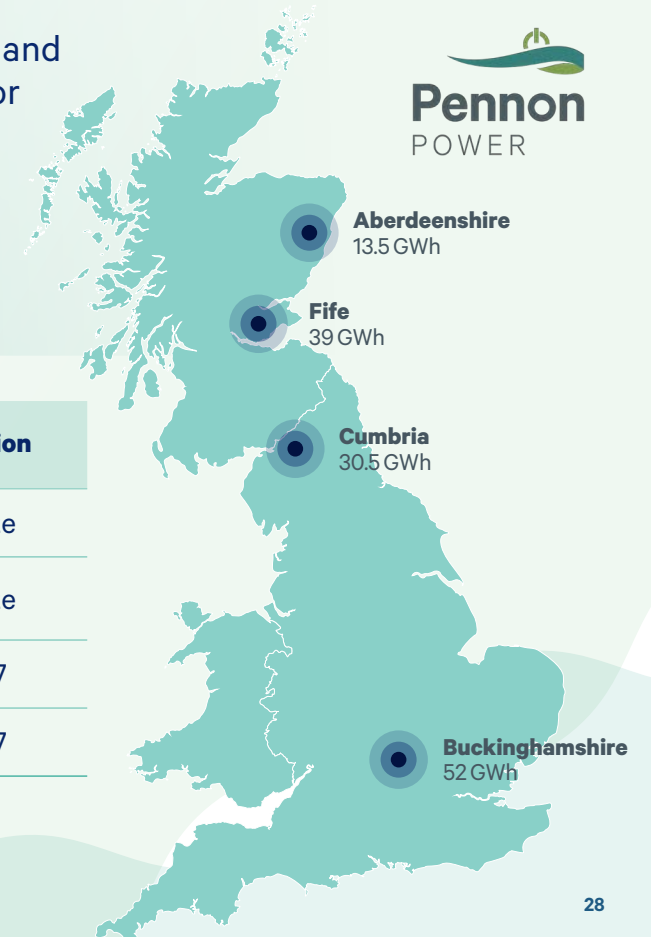 and
or
Pennon
POWER
Aberdeenshire
13.5 GWh
Fife
39 GWh
Cumbria
30.5 GWh
ion
e
e
7
7
Buckinghamshire
52 GWh
28